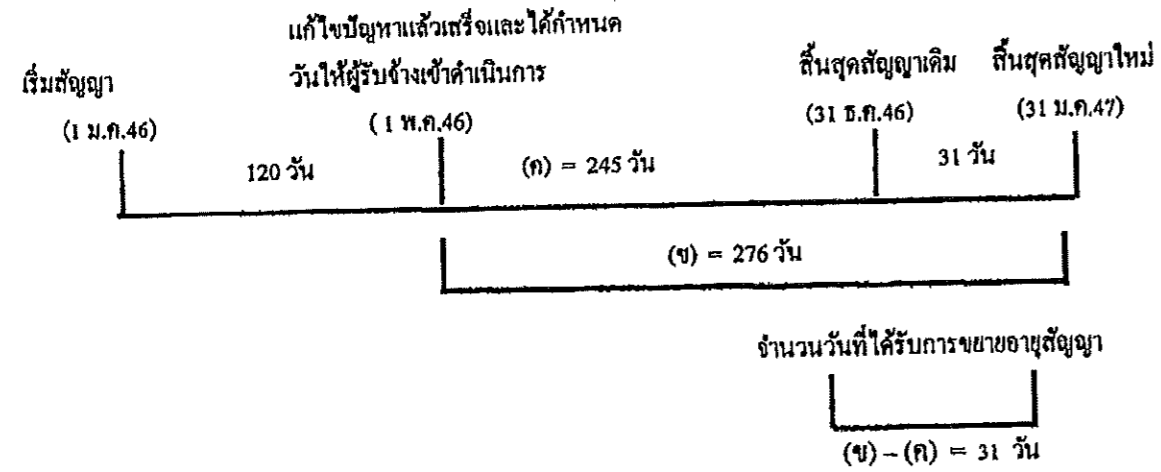 แก้ไขปัญหาแล้วเสร็จและได้กำหนด
วันให้ผู้รับจ้างเข้าดำเนินการ
เริ่มสัญญา
สิ้นสุดสัญญาเดิม
สิ้นสุดสัญญาใหม่
(1 ม.ค.46)
(1 พ.ค.46)
(31 ธ.ค.46)
(31 ม.ค.47)
120 วัน
(ค) = 245 วัน
31 วัน
(ข) = 276 วัน
จำนวนวันที่ได้รับการขยายอายุสัญญา
(ข) – (ค) = 31 วัน